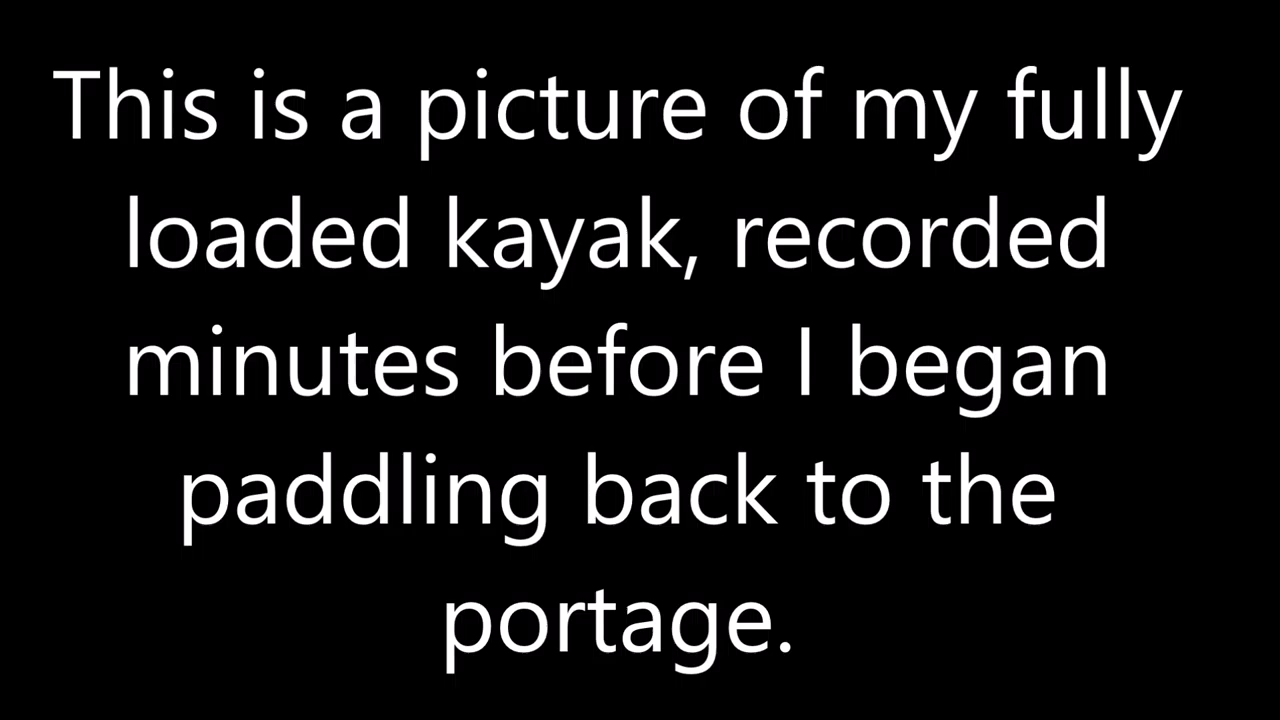 This is a picture of my fully
loaded kayak, recorded
minutes before I began
paddling back to the
portage.